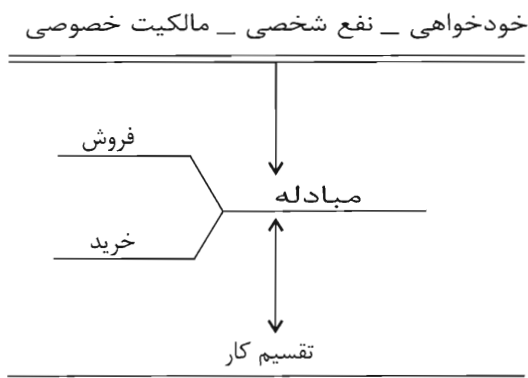 خودخواهی _ نفع شخصی _ مالکیت خصوصی
فروش
مبادله
خرید
تقسیم کار